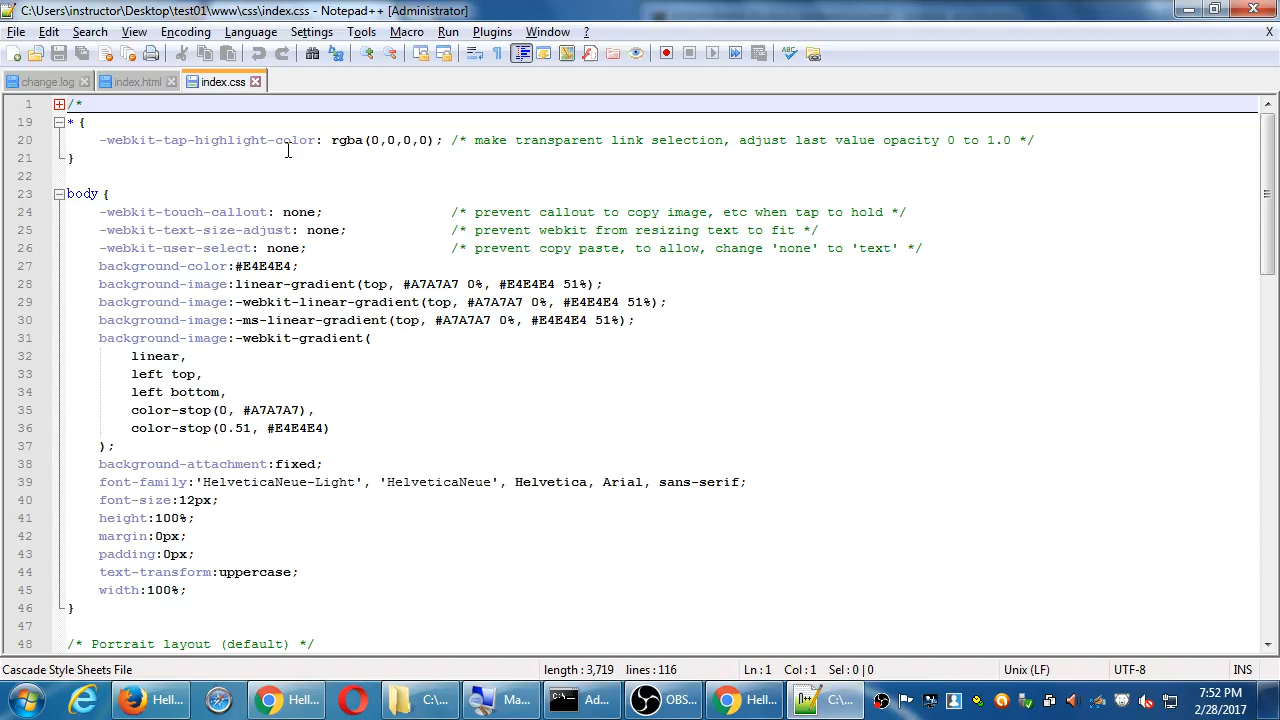 C:\Users\instructor\Desktop\test01\www\css\index.css - Notepad++ [Administrator]
File Edit Search View Encoding Language Settings Tools Macro Run Plugins Window ? X
change.log index.html index.css
1 /*
19 * {
20 -webkit-tap-highlight-color: rgba(0,0,0,0); /* make transparent link selection, adjust last value opacity 0 to 1.0 */
21 }
22
23 body {
24 -webkit-touch-callout: none; /* prevent callout to copy image, etc when tap to hold */
25 -webkit-text-size-adjust: none; /* prevent webkit from resizing text to fit */
26 -webkit-user-select: none; /* prevent copy paste, to allow, change 'none' to 'text' */
27 background-color:#E4E4E4;
28 background-image:linear-gradient(top, #A7A7A7 0%, #E4E4E4 51%);
29 background-image:-webkit-linear-gradient(top, #A7A7A7 0%, #E4E4E4 51%);
30 background-image:-ms-linear-gradient(top, #A7A7A7 0%, #E4E4E4 51%);
31 background-image:-webkit-gradient(
32 linear,
33 left top,
34 left bottom,
35 color-stop(0, #A7A7A7),
36 color-stop(0.51, #E4E4E4)
37 );
38 background-attachment:fixed;
39 font-family:'HelveticaNeue-Light', 'HelveticaNeue', Helvetica, Arial, sans-serif;
40 font-size:12px;
41 height:100%;
42 margin:0px;
43 padding:0px;
44 text-transform:uppercase;
45 width:100%;
46 }
47
48 /* Portrait layout (default) */
Cascade Style Sheets File length : 3,719 lines : 116 Ln : 1 Col : 1 Sel : 0 | 0 Unix (LF) UTF-8 INS
Hell... Hell... C:\... Ma... Ad... OBS... Hell... C:\... 7:52 PM
2/28/2017